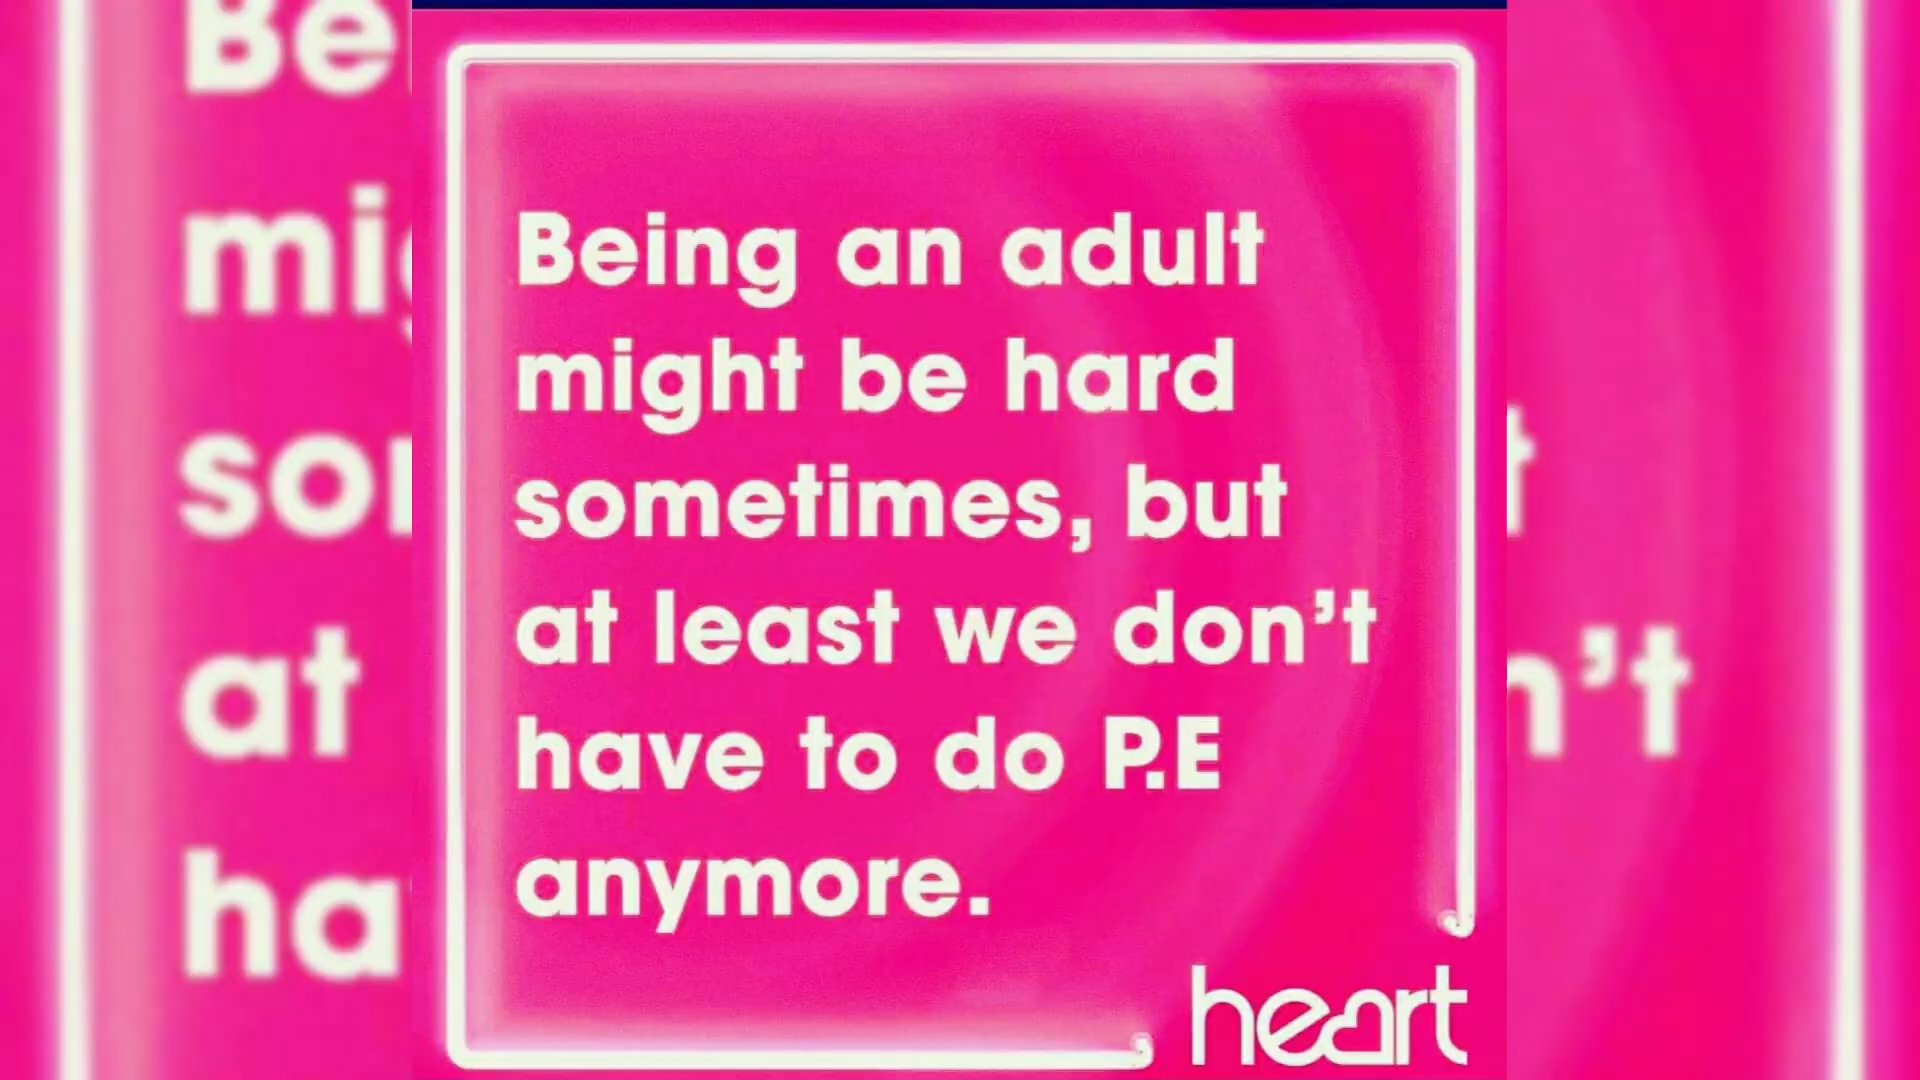 Being an adult
might be hard
sometimes, but
at least we don't
have to do P.E
anymore.
heart